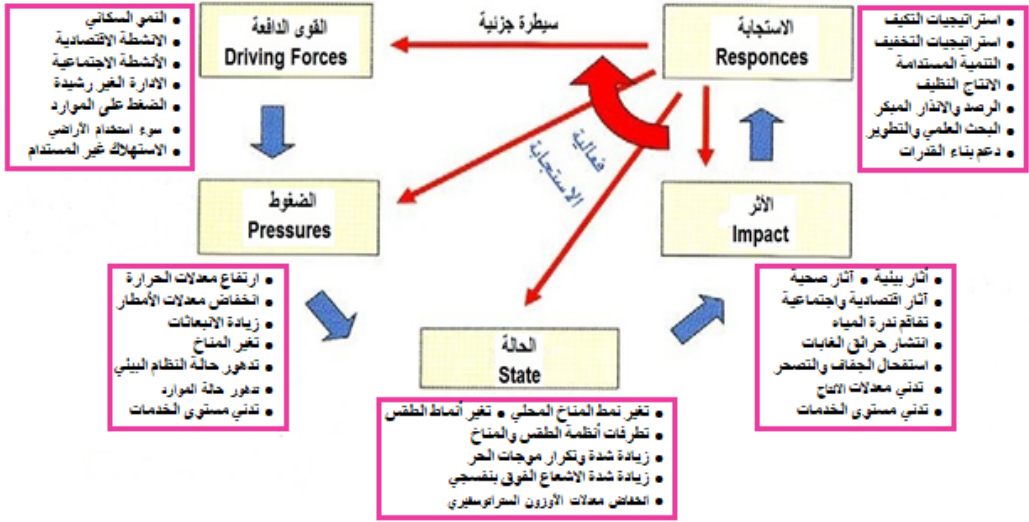 القوى الدافعة
Driving Forces
• النمو السكاني
• الانشطة الاقتصادية
• الأنشطة الاجتماعية
• الادارة الغير رشيدة
• الضغط على الموارد
• سوء استخدام الأراضي
• الاستهلاك غير المستدام
سيطرة جزئية
الاستجابة
Responces
• استراتيجيات التكيف
• استراتيجيات التخفيف
• التنمية المستدامة
• الانتاج النظيف
• الرصد والانذار المبكر
• البحث العلمي والتطوير
• دعم بناء القدرات
فعالية
الاستجابة
الضغوط
Pressures
• ارتفاع معدلات الحرارة
• انخفاض معدلات الأمطار
• زيادة الانبعاثات
• تغير المناخ
• تدهور حالة النظام البيئي
• تدهور حالة الموارد
• تدني مستوى الخدمات
الأثر
Impact
• أثار بيئية • آثار صحية
• آثار اقتصادية واجتماعية
• تفاقم ندرة المياه
• انتشار حرائق الغابات
• استفحال الجفاف والتصحر
• تدني معدلات الانتاج
• تدني مستوى الخدمات
الحالة
State
• تغير نمط المناخ المحلي • تغير أنماط الطقس
• تطرفات أنظمة الطقس والمناخ
• زيادة شدة وتكرار موجات الحر
• زيادة شدة الاشعاع الفوق بنفسجي
• انخفاض معدلات الأوزون الستراتوسفيري